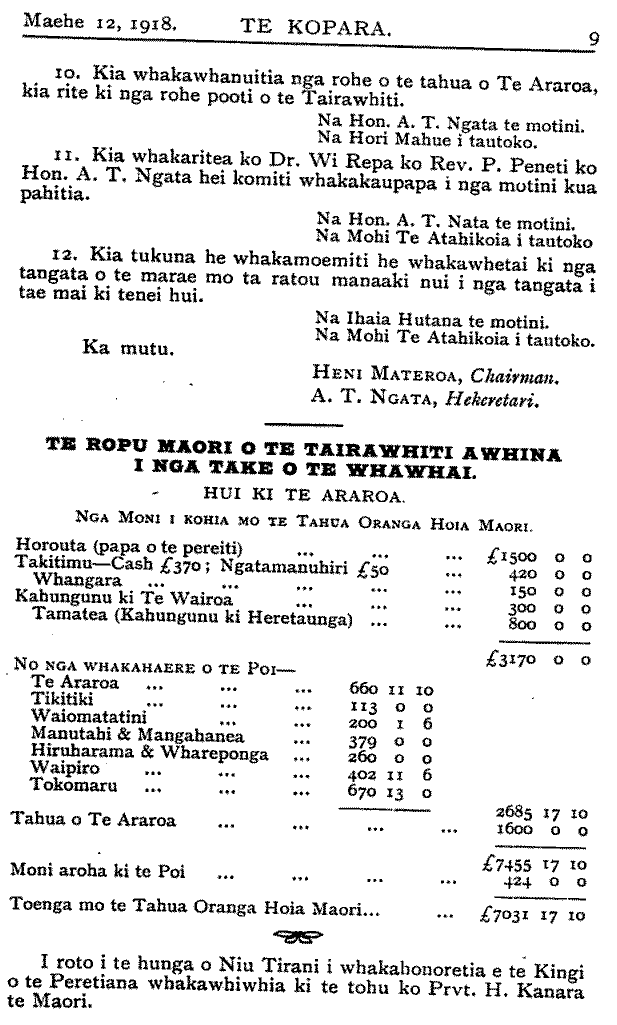 Maehe 12, 1918. TE KOPARA. 9
10. Kia whakawhanuitia nga rohe o te tahua o Te Araroa,
kia rite ki nga rohe pooti o te Tairawhiti.
Na Hon. A. T. Ngata te motini.
Na Hori Mahue i tautoko.
11. Kia whakaritea ko Dr. Wi Repa ko Rev. P. Peneti ko
Hon. A. T. Ngata hei komiti whakakaupapa i nga motini kua
pahitia.
Na Hon. A. T. Nata te motini.
Na Mohi Te Atahikoia i tautoko
12. Kia tukuna he whakamoemiti he whakawhetai ki nga
tangata o te marae mo ta ratou manaaki nui i nga tangata i
tae mai ki tenei hui.
Na Ihaia Hutana te motini.
Na Mohi Te Atahikoia i tautoko.
Ka mutu.
HENI MATEROA, Chairman.
A. T. NGATA, Hekeretari.
TE ROPU MAORI O TE TAIRAWHITI AWHINA
I NGA TAKE O TE WHAWHAI.
HUI KI TE ARAROA.
NGA MONI I KOHIA MO TE TAHUA ORANGA HOIA MAORI.
Horouta (papa o te pereiti) ... ... ... £1500 0 0
Takitimu—Cash £370; Ngatamanuhiri £50 ... 420 0 0
Whangara ... ... ... ... 150 0 0
Kahungunu ki Te Wairoa ... ... ... 300 0 0
Tamatea (Kahungunu ki Heretaunga) ... ... 800 0 0
£3170 0 0
NO NGA WHAKAHAERE O TE POI—
Te Araroa ... ... ... 660 11 10
Tikitiki ... ... ... 113 0 0
Waiomatatini ... ... 200 1 6
Manutahi & Mangahanea ... 379 0 0
Hiruharama & Whareponga ... 260 0 0
Waipiro ... ... ... 402 11 6
Tokomaru ... ... ... 670 13 0
2685 17 10
Tahua o Te Araroa ... ... ... ... 1600 0 0
£7455 17 10
Moni aroha ki te Poi ... ... ... ... 424 0 0
Toenga mo te Tahua Oranga Hoia Maori... ... £7031 17 10
I roto i te hunga o Niu Tirani i whakahonoretia e te Kingi
o te Peretiana whakawhiwhia ki te tohu ko Prvt. H. Kanara
te Maori.